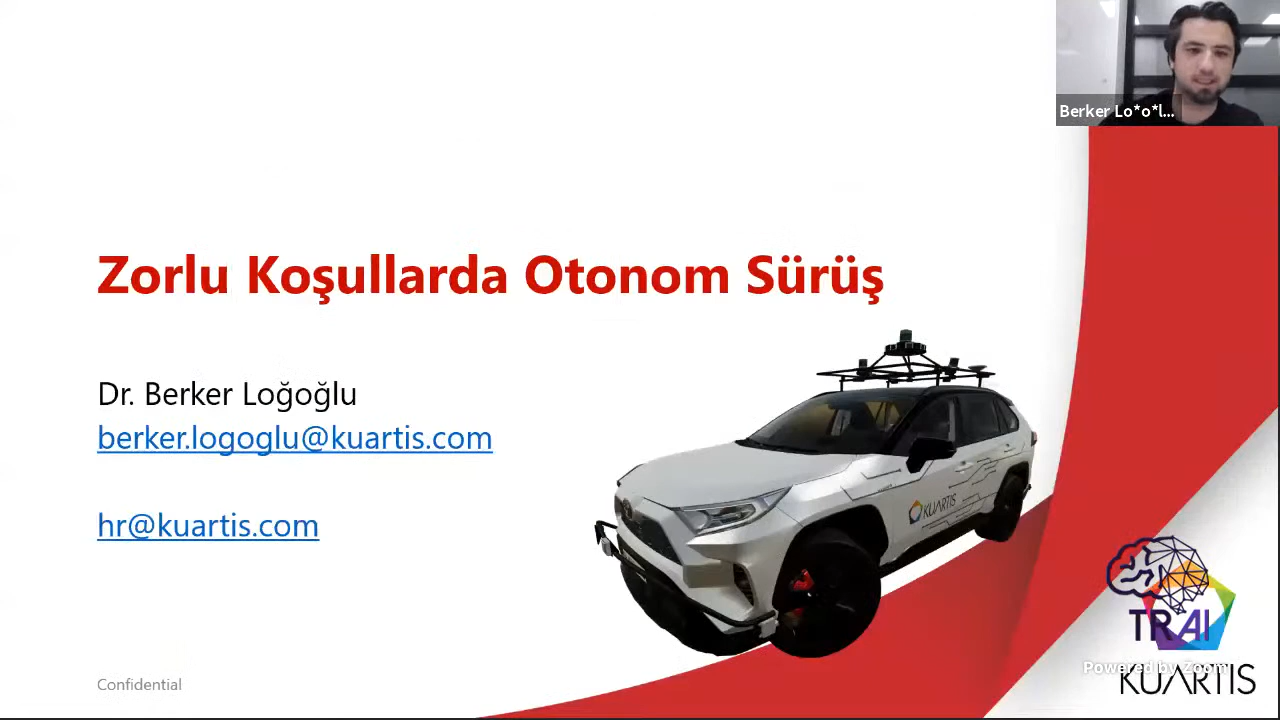 Berker Lo*o*l...
Zorlu Koşullarda Otonom Sürüş
Dr. Berker Loğoğlu
berker.logoglu@kuartis.com
hr@kuartis.com
KUARTIS
TRAI
Powered by Zoom
KUARTIS
Confidential